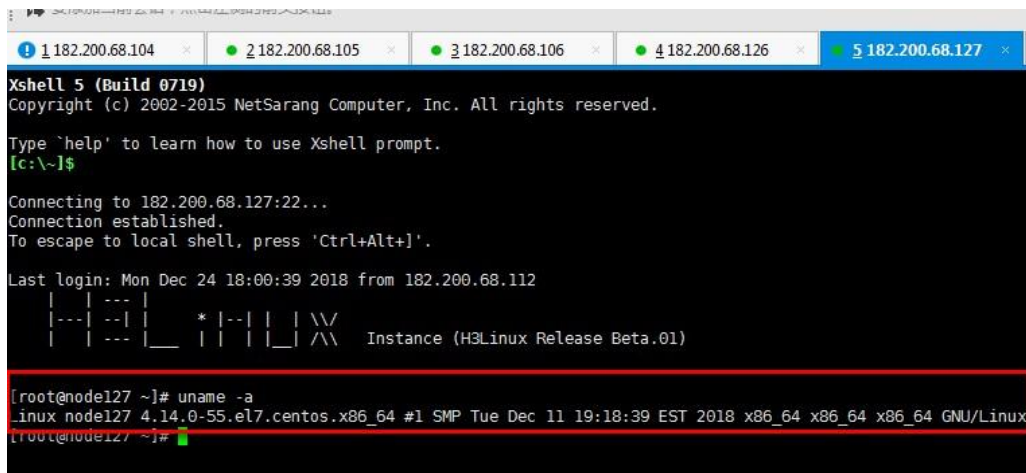 1 182.200.68.104 × 2 182.200.68.105 × 3 182.200.68.106 × 4 182.200.68.126 × 5 182.200.68.127 ×
Xshell 5 (Build 0719)
Copyright (c) 2002-2015 NetSarang Computer, Inc. All rights reserved.
Type `help' to learn how to use Xshell prompt.
[c:\~]$
Connecting to 182.200.68.127:22...
Connection established.
To escape to local shell, press 'Ctrl+Alt+]'.
Last login: Mon Dec 24 18:00:39 2018 from 182.200.68.112
|   | --- |
|---| --| |     * |--| |  | \\/
|   | --- |___  | |  | |__| /\\   Instance (H3Linux Release Beta.01)
[root@node127 ~]# uname -a
Linux node127 4.14.0-55.el7.centos.x86_64 #1 SMP Tue Dec 11 19:18:39 EST 2018 x86_64 x86_64 x86_64 GNU/Linux
[root@node127 ~]#